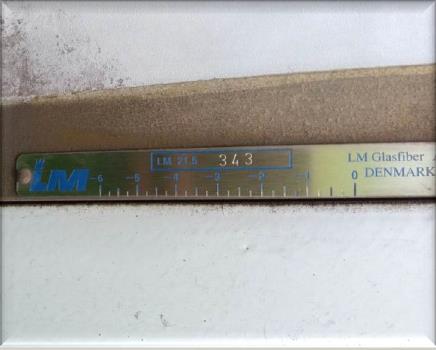 LM 21.5 343
LM Glasfiber
DENMARK
LM
-6 -5 -4 -3 -2 -1 0